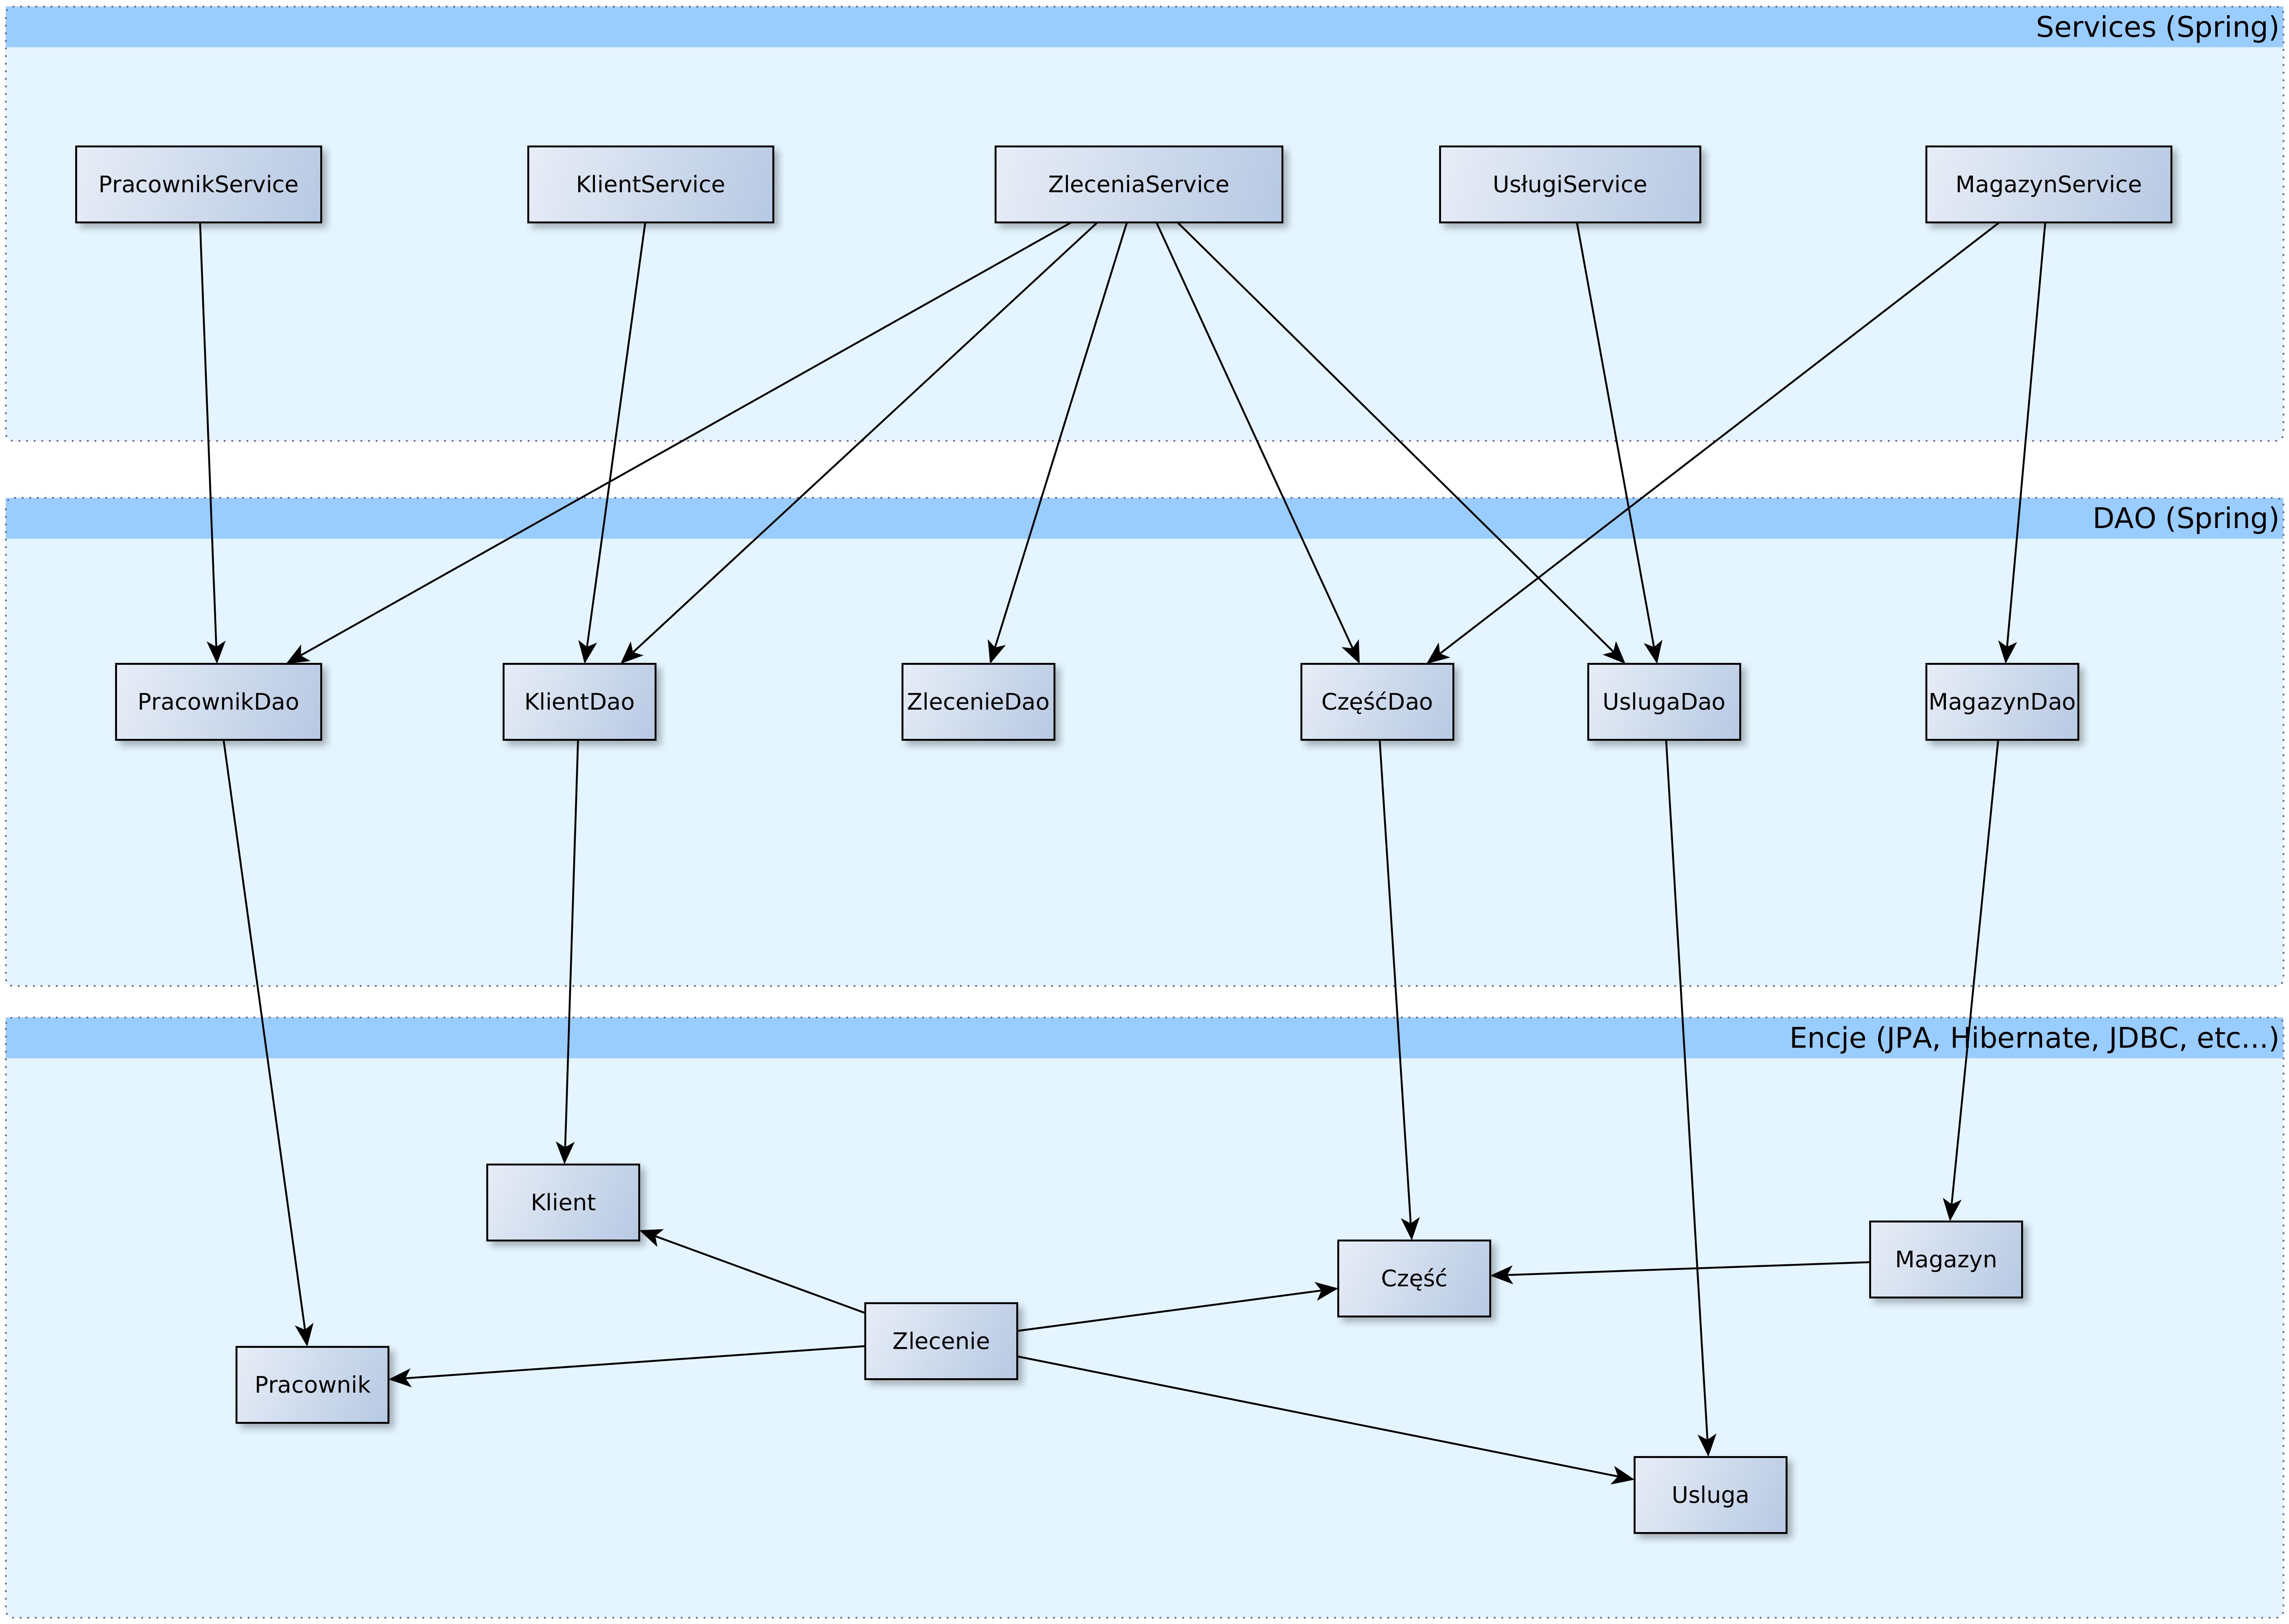 Services (Spring)
PracownikService
KlientService
ZleceniaService
UsługiService
MagazynService
DAO (Spring)
PracownikDao
KlientDao
ZlecenieDao
CzęśćDao
UslugaDao
MagazynDao
Encje (JPA, Hibernate, JDBC, etc...)
Klient
Magazyn
Część
Zlecenie
Pracownik
Usluga